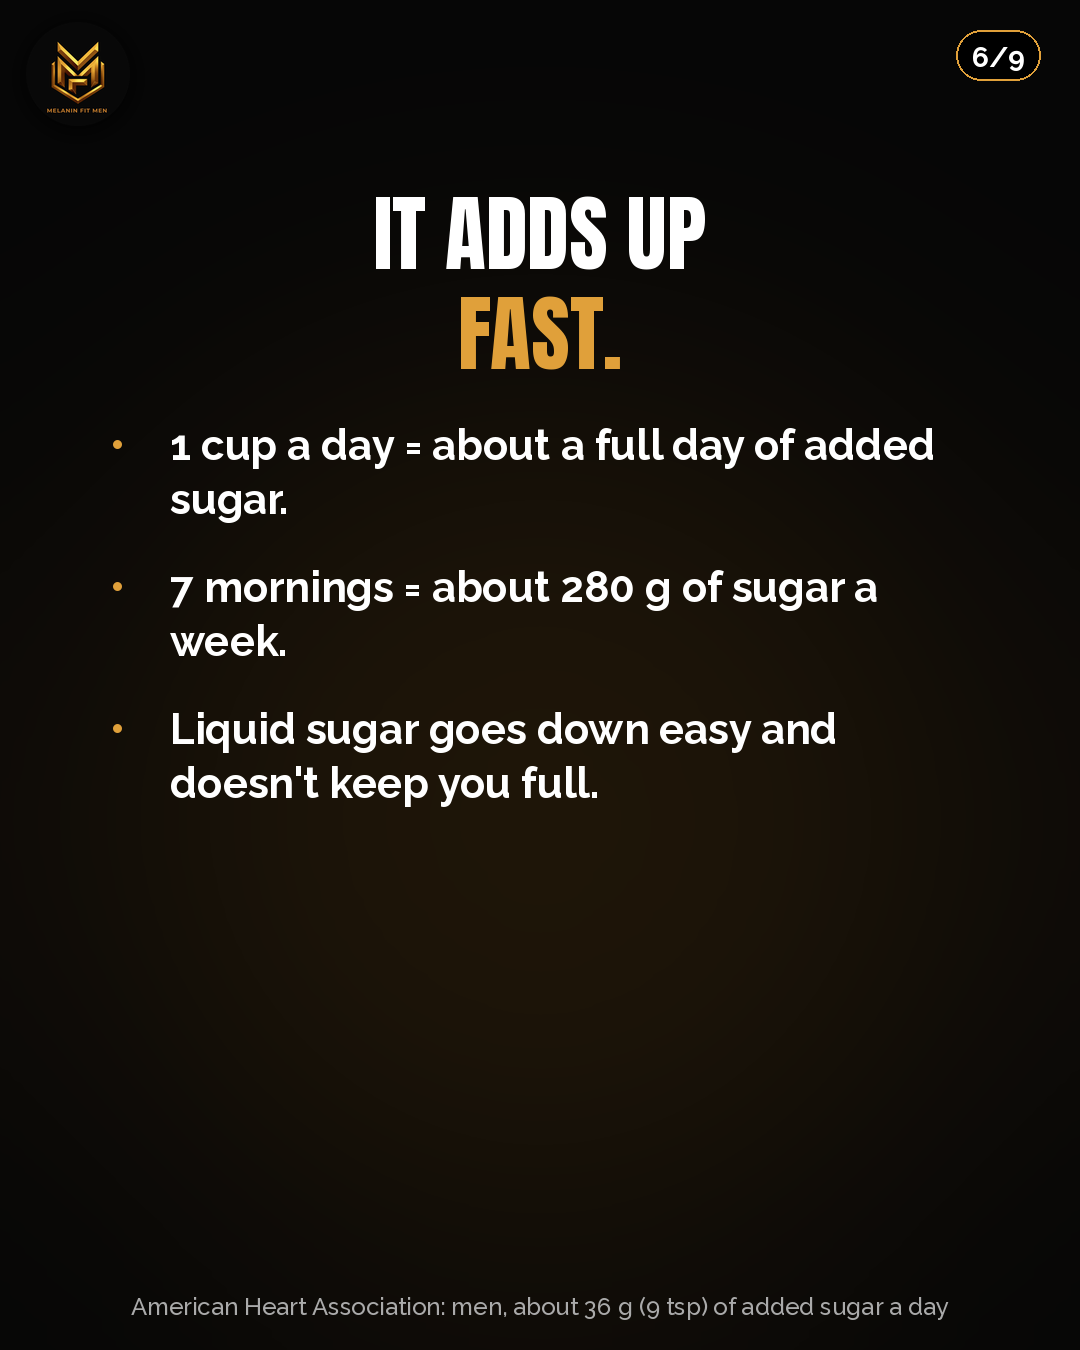 MELANIN FIT MEN
6/9
IT ADDS UP
FAST.
• 1 cup a day = about a full day of added
sugar.
• 7 mornings = about 280 g of sugar a
week.
• Liquid sugar goes down easy and
doesn't keep you full.
American Heart Association: men, about 36 g (9 tsp) of added sugar a day